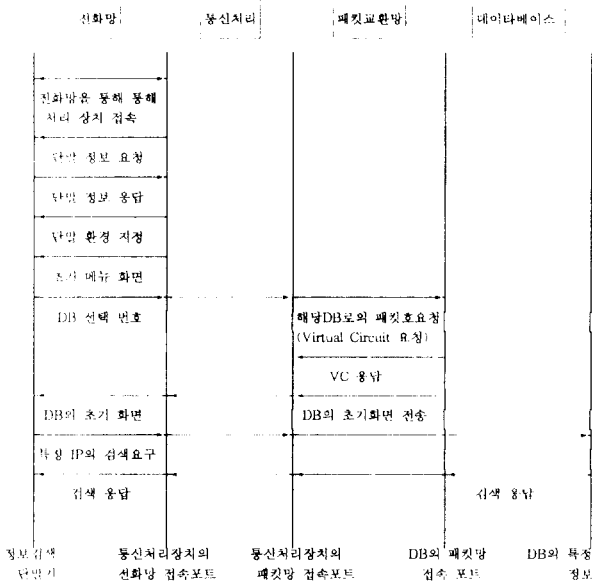 전화망 통신처리 패킷교환망 데이타베이스
전화망을 통해 통해
처리 장치 접속
단말 정보 요청
단말 정보 응답
단말 환경 지정
초기 메뉴 화면
DB 선택 번호 해당DB로의 패킷호요청
(Virtual Circuit 요청)
VC 응답
DB의 초기 화면 DB의 초기화면 전송
특정 IP의 검색요구
검색 응답 검색 응답
정보검색 통신처리장치의 통신처리장치의 DB의 패킷망 DB의 특정
단말기 전화망 접속포트 패킷망 접속포트 접속 포트 정보